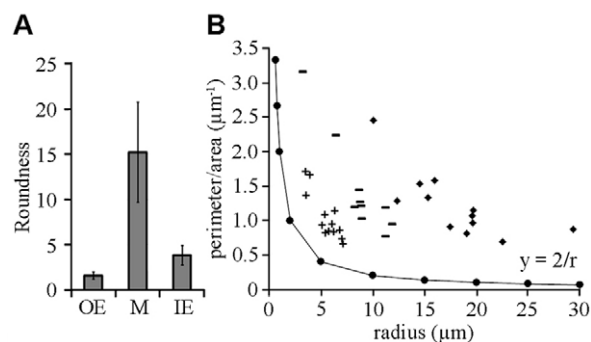 A
B
Roundness
25
20
15
10
5
0
OE M IE
perimeter/area (μm⁻¹)
3.5
3.0
2.5
2.0
1.5
1.0
0.5
0
y = 2/r
0 5 10 15 20 25 30
radius (μm)